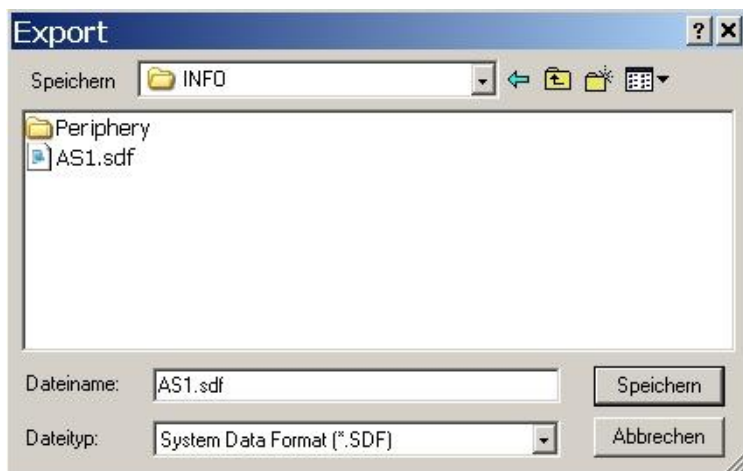 Export
Speichern INFO
Periphery
AS1.sdf
Dateiname: AS1.sdf Speichern
Dateityp: System Data Format (*.SDF) Abbrechen